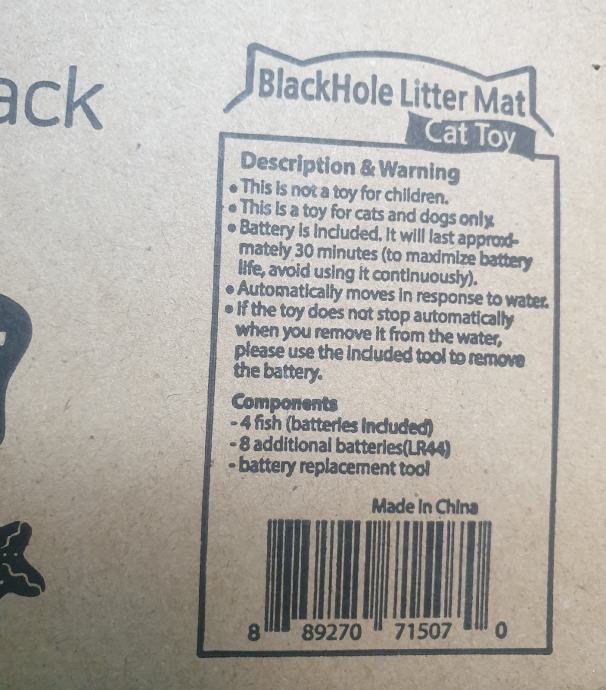 ack
BlackHole Litter Mat
Cat Toy
Description & Warning
• This is not a toy for children.
• This is a toy for cats and dogs only.
• Battery is included. It will last approxi-
mately 30 minutes (to maximize battery
life, avoid using it continuously).
• Automatically moves in response to water.
• If the toy does not stop automatically
when you remove it from the water,
please use the included tool to remove
the battery.
Components
- 4 fish (batteries included)
- 8 additional batteries(LR44)
- battery replacement tool
Made in China
8 89270 71507 0